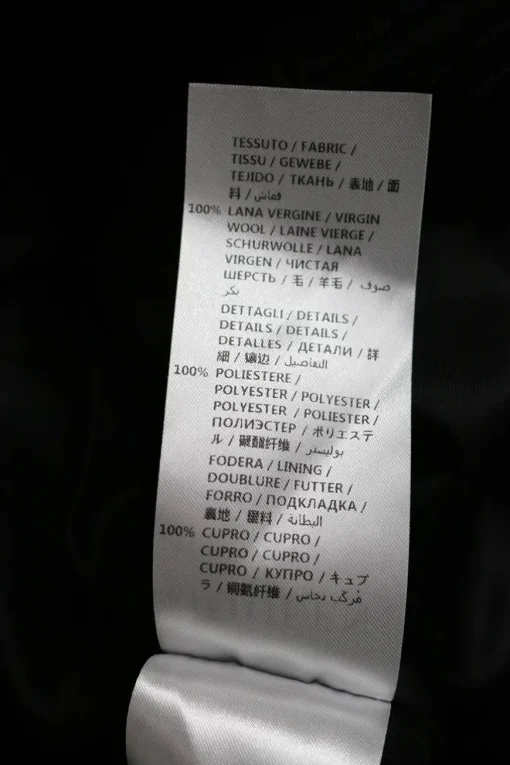 TESSUTO / FABRIC /
TISSU / GEWEBE /
TEJIDO / ТКАНЬ / 表地 / 面
料 / قماش
100% LANA VERGINE / VIRGIN
WOOL / LAINE VIERGE /
SCHURWOLLE / LANA
VIRGEN / ЧИСТАЯ
ШЕРСТЬ / 毛 / 羊毛 / صوف
بكر
DETTAGLI / DETAILS /
DETAILS / DETAILS /
DETALLES / ДЕТАЛИ / 詳
細 / 镶边 / التفاصيل
100% POLIESTERE /
POLYESTER / POLYESTER /
POLYESTER / POLIESTER /
ПОЛИЭСТЕР / ポリエステ
ル / 聚酯纤维 / بوليستر
FODERA / LINING /
DOUBLURE / FUTTER /
FORRO / ПОДКЛАДКА /
裏地 / 里料 / البطانة
100% CUPRO / CUPRO /
CUPRO / CUPRO /
CUPRO / КУПРО / キュプ
ラ / 铜氨纤维 / مركب نحاس